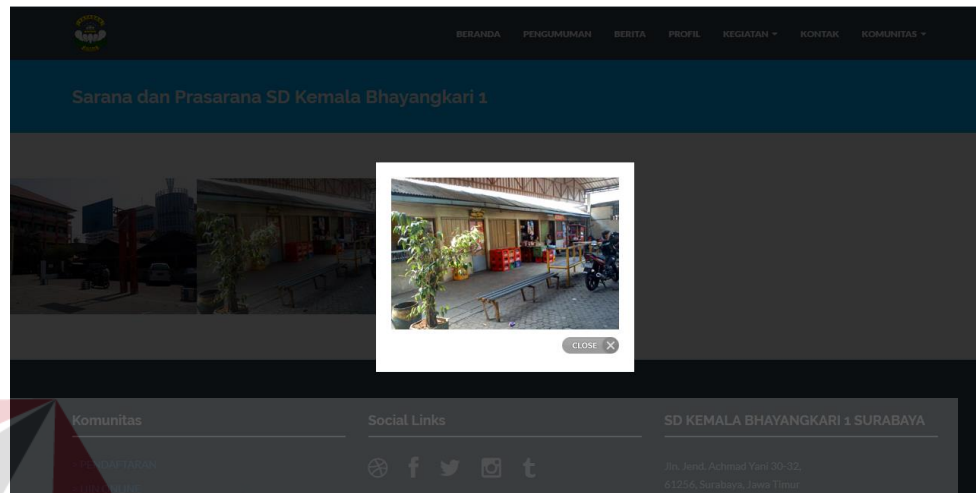 BERANDA PENGUMUMAN BERITA PROFIL KEGIATAN KONTAK KOMUNITAS
Sarana dan Prasarana SD Kemala Bhayangkari 1
CLOSE
Komunitas Social Links SD KEMALA BHAYANGKARI 1 SURABAYA
PENDAFTARAN
Jln. Jend. Achmad Yani 30-32,
61256, Surabaya, Jawa Timur